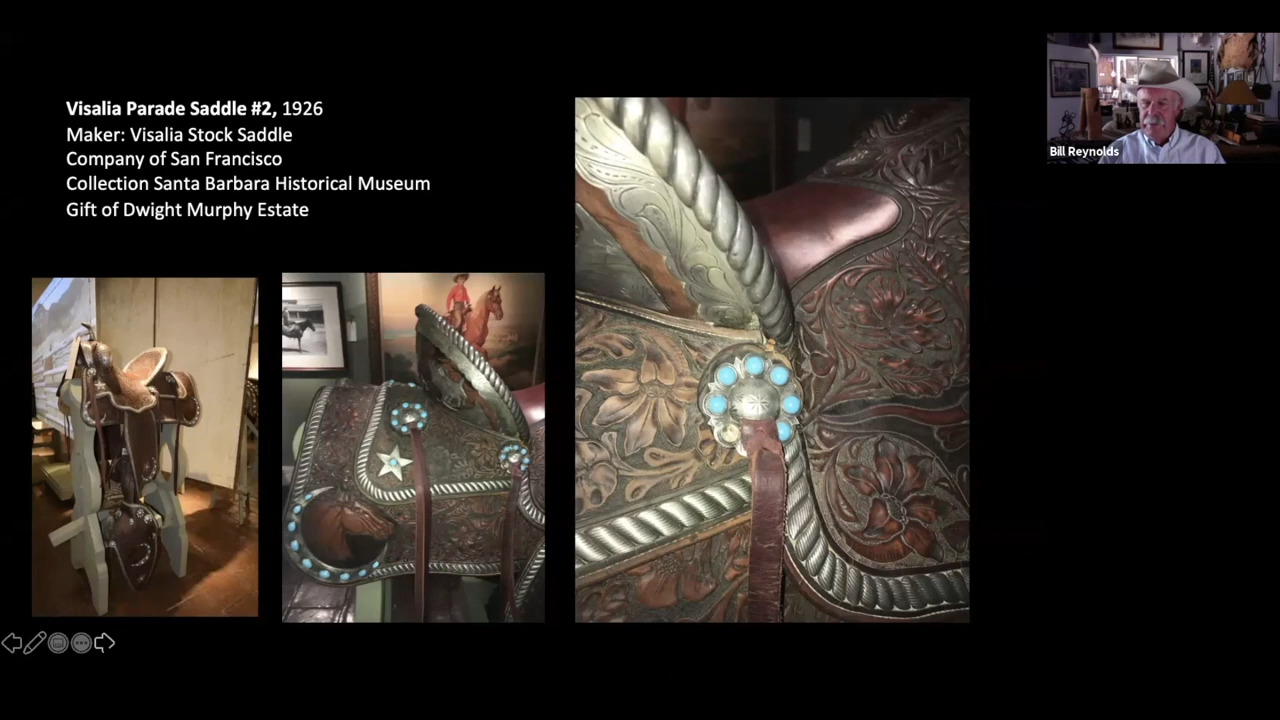 Visalia Parade Saddle #2, 1926
Maker: Visalia Stock Saddle
Company of San Francisco
Collection Santa Barbara Historical Museum
Gift of Dwight Murphy Estate
Bill Reynolds